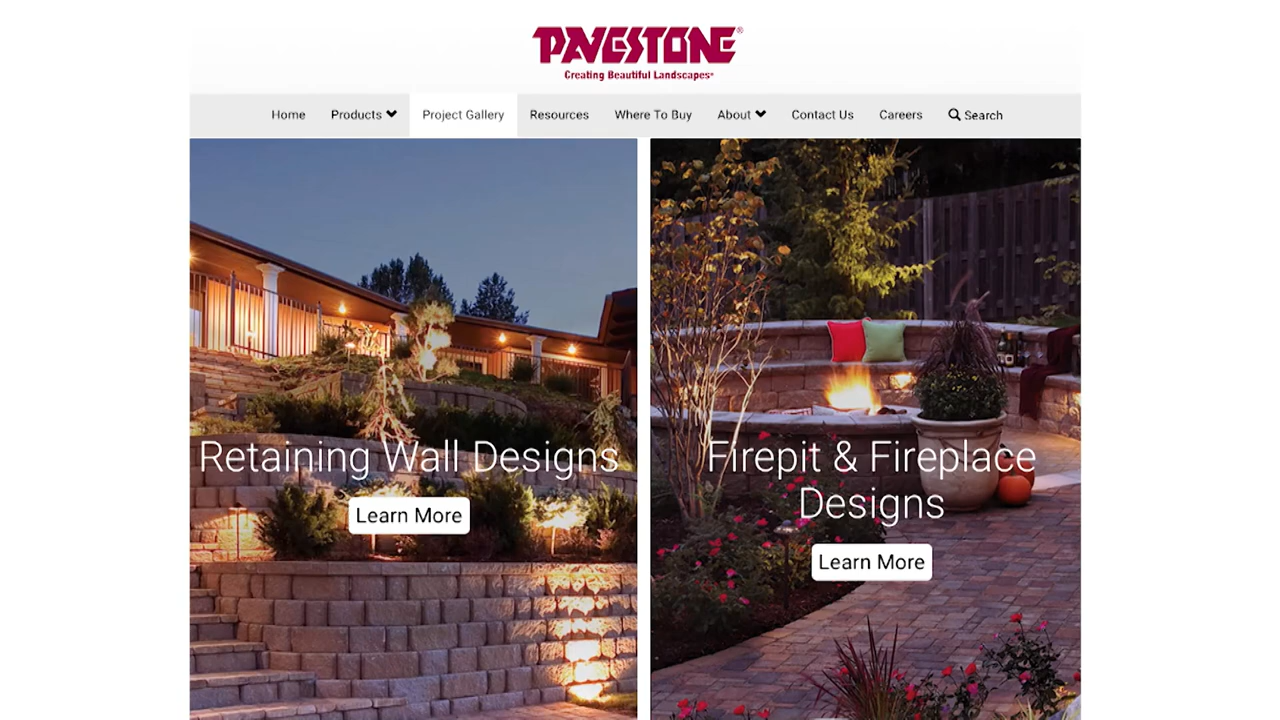 PAVESTONE®
Creating Beautiful Landscapes®
Home Products Project Gallery Resources Where To Buy About Contact Us Careers Search
Retaining Wall Designs
Learn More
Firepit & Fireplace
Designs
Learn More